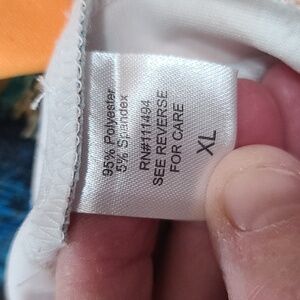 95% Polyester
5% Spandex
RN#111494
SEE REVERSE
FOR CARE
XL